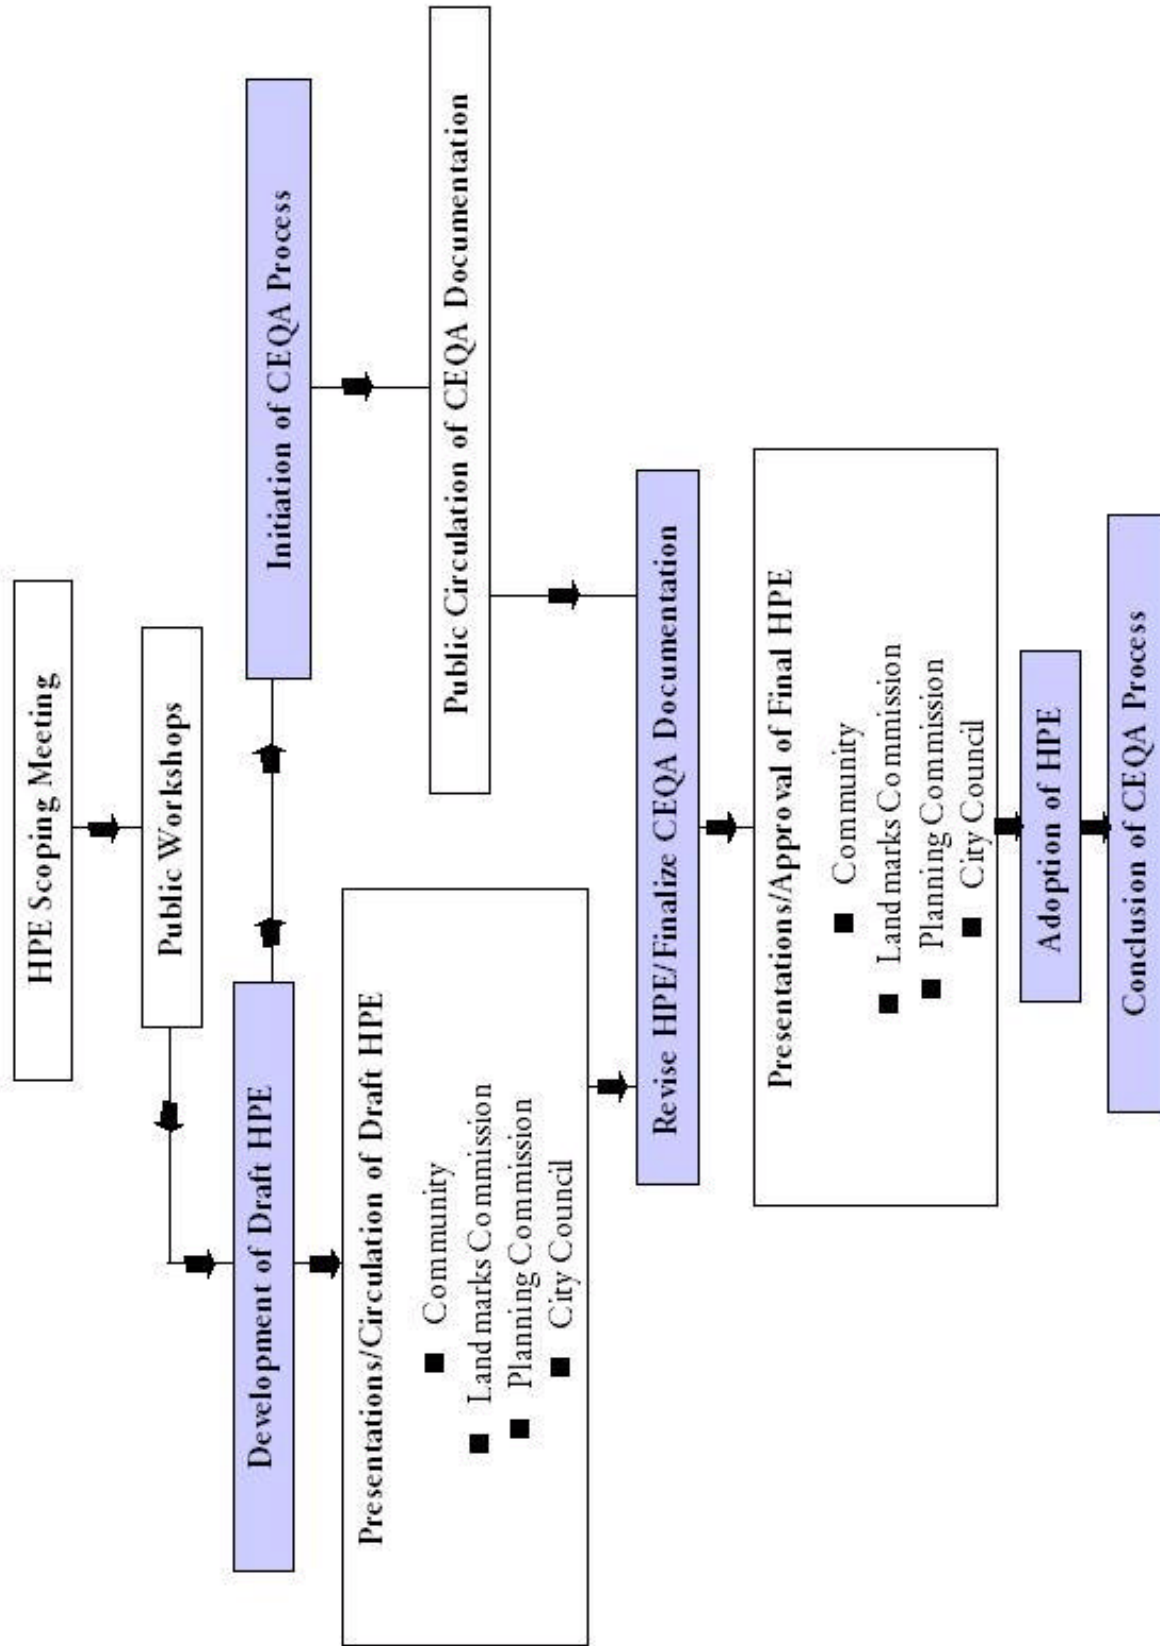 HPE Scoping Meeting
Public Workshops
Development of Draft HPE
Initiation of CEQA Process
Presentations/Circulation of Draft HPE
■ Community
■ Landmarks Commission
■ Planning Commission
■ City Council
Public Circulation of CEQA Documentation
Revise HPE/Finalize CEQA Documentation
Presentations/Approval of Final HPE
■ Community
■ Landmarks Commission
■ Planning Commission
■ City Council
Adoption of HPE
Conclusion of CEQA Process